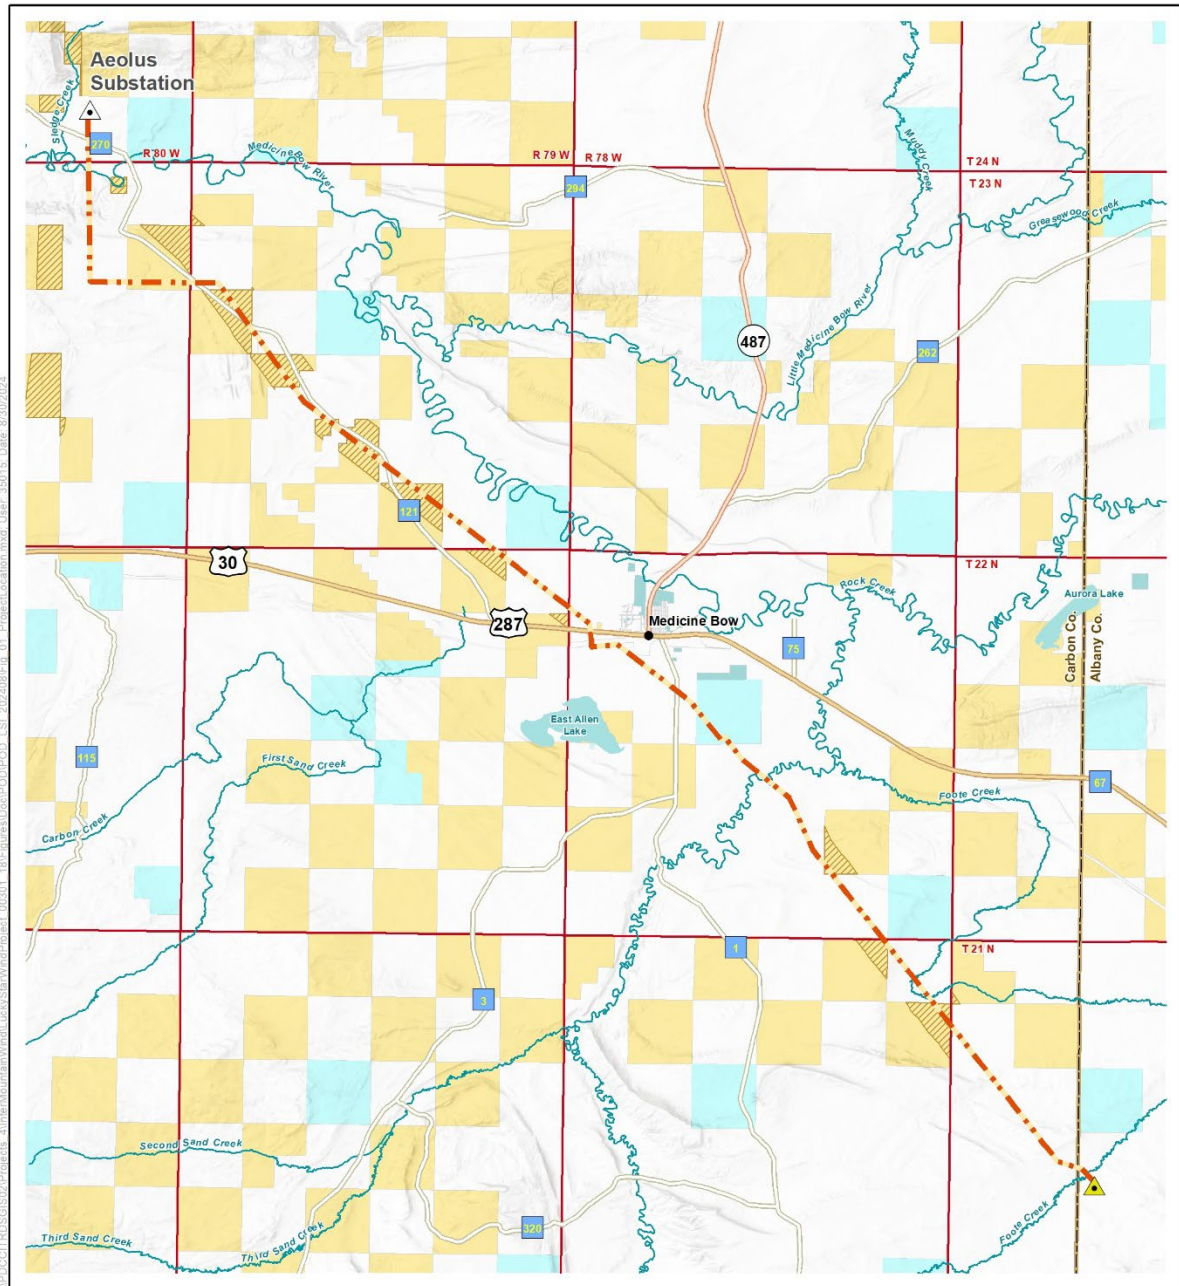 Aeolus
Substation
Sledge Creek
270
R 80 W
Medicine Bow River
R 79 W
R 78 W
T 24 N
T 23 N
294
Muddy Creek
Greasewood Creek
487
Little Medicine Bow River
262
121
30
T 22 N
Rock Creek
Aurora Lake
287
Medicine Bow
75
Carbon Co.
Albany Co.
East Allen
Lake
115
First Sand Creek
67
Foote Creek
Carbon Creek
1
T 21 N
3
Second Sand Creek
320
Third Sand Creek
Third Sand Creek
Foote Creek